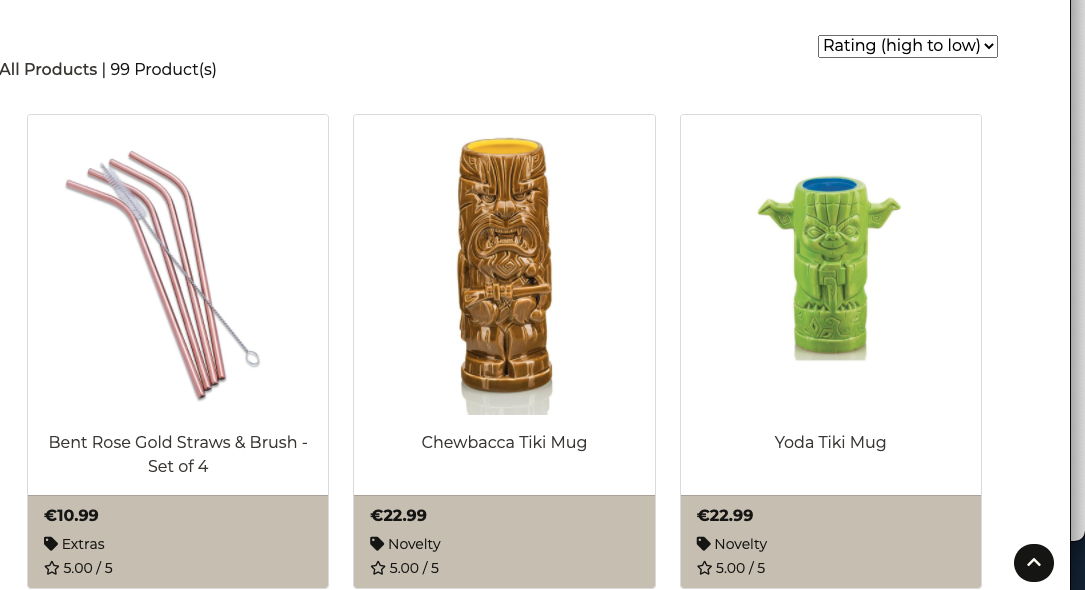 Rating (high to low)
All Products | 99 Product(s)
Bent Rose Gold Straws & Brush -
Set of 4
€10.99
Extras
5.00 / 5
Chewbacca Tiki Mug
€22.99
Novelty
5.00 / 5
Yoda Tiki Mug
€22.99
Novelty
5.00 / 5